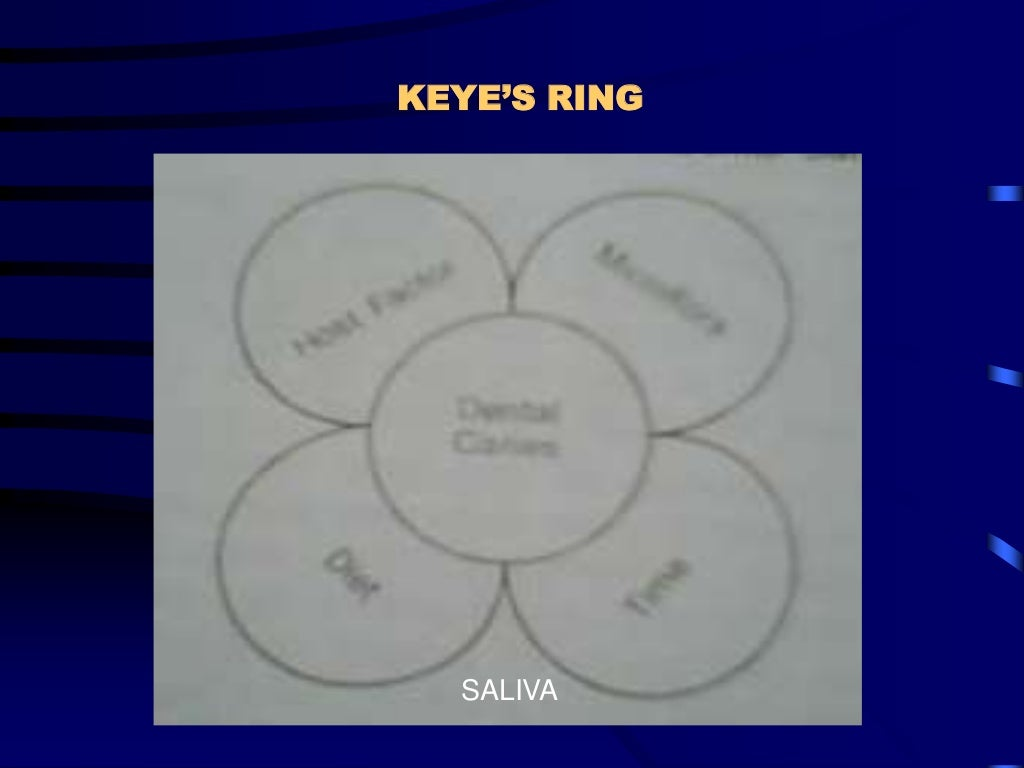 KEYE’S RING
Host Factor
Microflora
Dental
Caries
Diet
Time
SALIVA